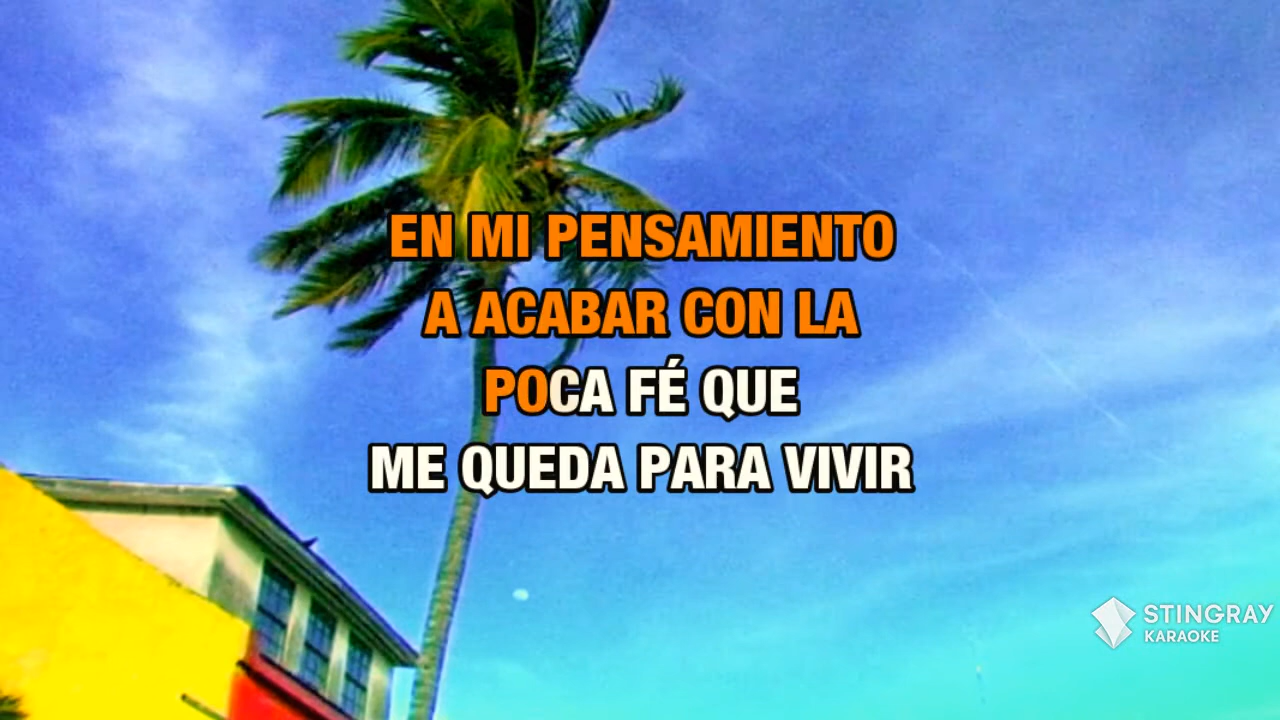 EN MI PENSAMIENTO
A ACABAR CON LA
POCA FÉ QUE
ME QUEDA PARA VIVIR
STINGRAY
KARAOKE